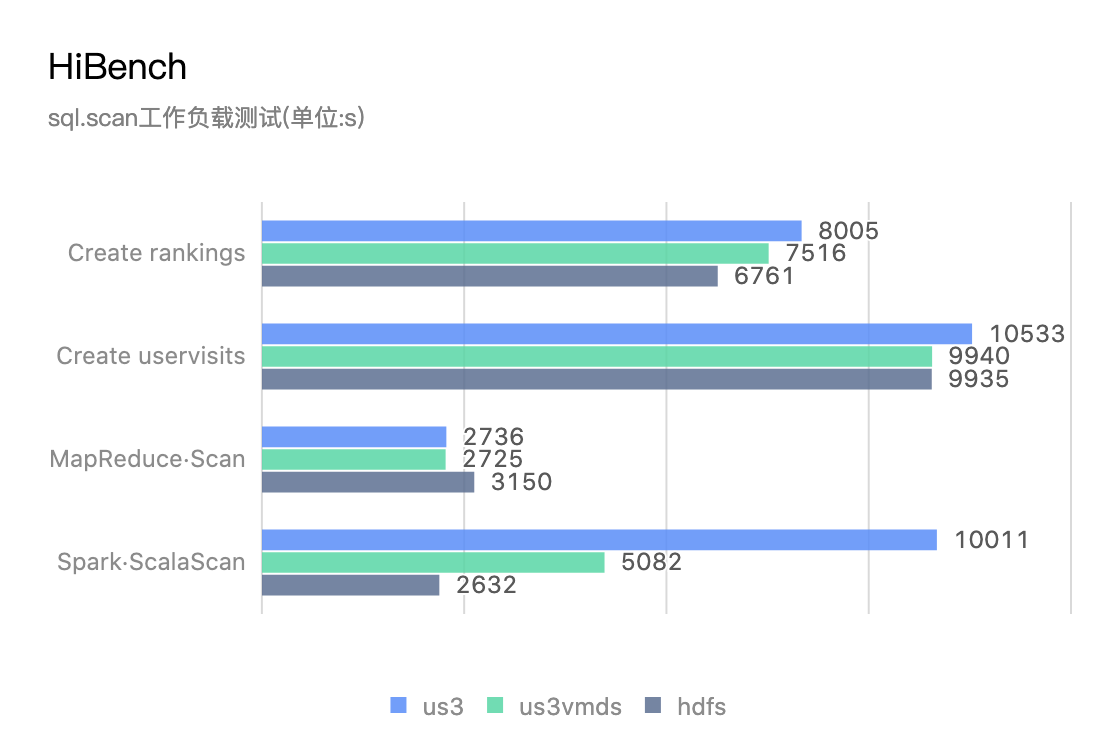 HiBench
sql.scan工作负载测试(单位:s)
Create rankings
8005
7516
6761
Create uservisits
10533
9940
9935
MapReduce·Scan
2736
2725
3150
Spark·ScalaScan
10011
5082
2632
us3 us3vmds hdfs